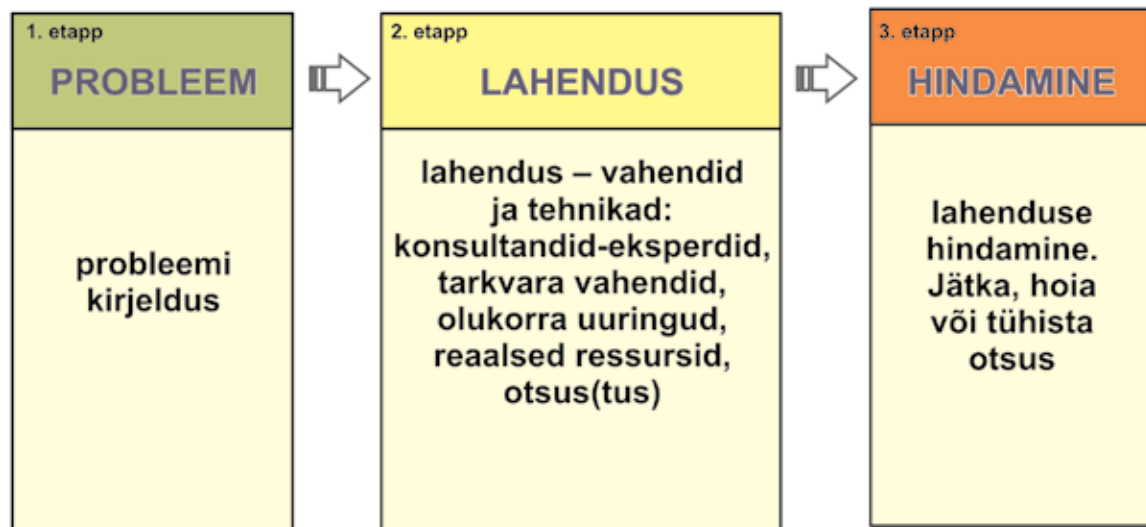 1. etapp
PROBLEEM
probleemi
kirjeldus
2. etapp
LAHENDUS
lahendus – vahendid
ja tehnikad:
konsultandid-eksperdid,
tarkvara vahendid,
olukorra uuringud,
reaalsed ressursid,
otsus(tus)
3. etapp
HINDAMINE
lahenduse
hindamine.
Jätka, hoia
või tühista
otsus